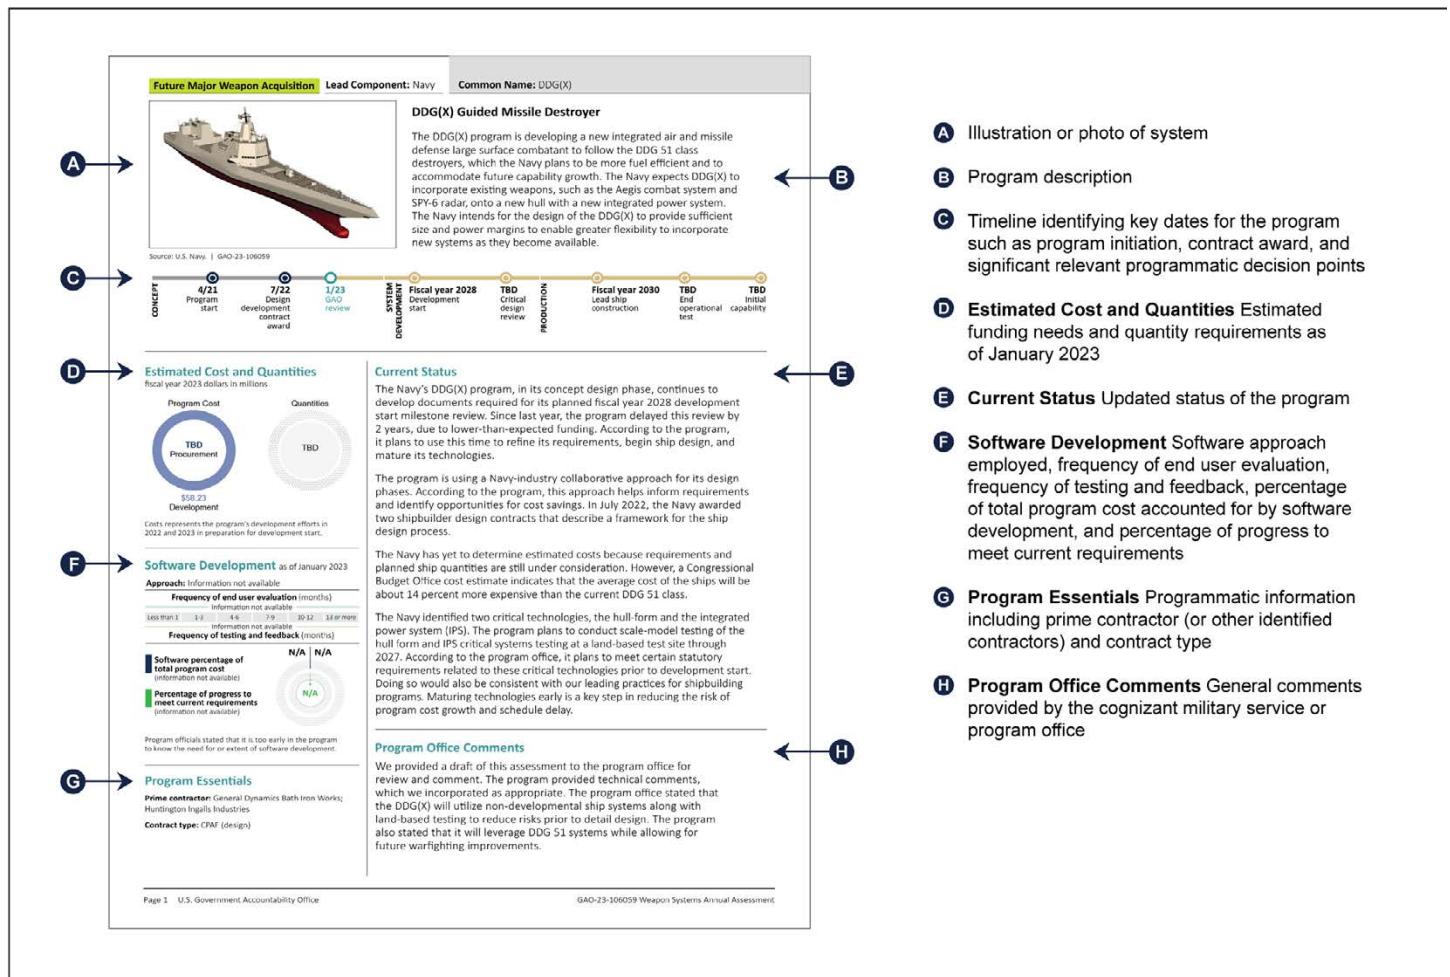 Future Major Weapon Acquisition
Lead Component: Navy
Common Name: DDG(X)
DDG(X) Guided Missile Destroyer
The DDG(X) program is developing a new integrated air and missile
defense large surface combatant to follow the DDG 51 class
destroyers, which the Navy plans to be more fuel efficient and to
accommodate future capability growth. The Navy expects DDG(X) to
incorporate existing weapons, such as the Aegis combat system and
SPY-6 radar, onto a new hull with a new integrated power system.
The Navy intends for the design of the DDG(X) to provide sufficient
size and power margins to enable greater flexibility to incorporate
new systems as they become available.
Source: U.S. Navy. | GAO-23-106059
A
B
C
CONCEPT
4/21
Program
start
7/22
Design
development
contract
award
1/23
GAO
review
SYSTEM
DEVELOPMENT
Fiscal year 2028
Development
start
TBD
Critical
design
review
PRODUCTION
Fiscal year 2030
Lead ship
construction
TBD
End
operational
test
TBD
Initial
capability
D
Estimated Cost and Quantities
fiscal year 2023 dollars in millions
Program Cost
Quantities
TBD
Procurement
TBD
$58.23
Development
Costs represents the program's development efforts in
2022 and 2023 in preparation for development start.
F
Software Development as of January 2023
Approach: Information not available
Frequency of end user evaluation (months)
Information not available
Less than 1 1-3 4-6 7-9 10-12 13 or more
Information not available
Frequency of testing and feedback (months)
N/A N/A
N/A
Software percentage of
total program cost
(information not available)
Percentage of progress to
meet current requirements
(information not available)
Program officials stated that it is too early in the program
to know the need for or extent of software development.
G
Program Essentials
Prime contractor: General Dynamics Bath Iron Works;
Huntington Ingalls Industries
Contract type: CPAF (design)
E
Current Status
The Navy's DDG(X) program, in its concept design phase, continues to
develop documents required for its planned fiscal year 2028 development
start milestone review. Since last year, the program delayed this review by
2 years, due to lower-than-expected funding. According to the program,
it plans to use this time to refine its requirements, begin ship design, and
mature its technologies.
The program is using a Navy-industry collaborative approach for its design
phases. According to the program, this approach helps inform requirements
and identify opportunities for cost savings. In July 2022, the Navy awarded
two shipbuilder design contracts that describe a framework for the ship
design process.
The Navy has yet to determine estimated costs because requirements and
planned ship quantities are still under consideration. However, a Congressional
Budget Office cost estimate indicates that the average cost of the ships will be
about 14 percent more expensive than the current DDG 51 class.
The Navy identified two critical technologies, the hull-form and the integrated
power system (IPS). The program plans to conduct scale-model testing of the
hull form and IPS critical systems testing at a land-based test site through
2027. According to the program office, it plans to meet certain statutory
requirements related to these critical technologies prior to development start.
Doing so would also be consistent with our leading practices for shipbuilding
programs. Maturing technologies early is a key step in reducing the risk of
program cost growth and schedule delay.
H
Program Office Comments
We provided a draft of this assessment to the program office for
review and comment. The program provided technical comments,
which we incorporated as appropriate. The program office stated that
the DDG(X) will utilize non-developmental ship systems along with
land-based testing to reduce risks prior to detail design. The program
also stated that it will leverage DDG 51 systems while allowing for
future warfighting improvements.
Page 1 U.S. Government Accountability Office
GAO-23-106059 Weapon Systems Annual Assessment
A Illustration or photo of system
B Program description
C Timeline identifying key dates for the program
such as program initiation, contract award, and
significant relevant programmatic decision points
D Estimated Cost and Quantities Estimated
funding needs and quantity requirements as
of January 2023
E Current Status Updated status of the program
F Software Development Software approach
employed, frequency of end user evaluation,
frequency of testing and feedback, percentage
of total program cost accounted for by software
development, and percentage of progress to
meet current requirements
G Program Essentials Programmatic information
including prime contractor (or other identified
contractors) and contract type
H Program Office Comments General comments
provided by the cognizant military service or
program office